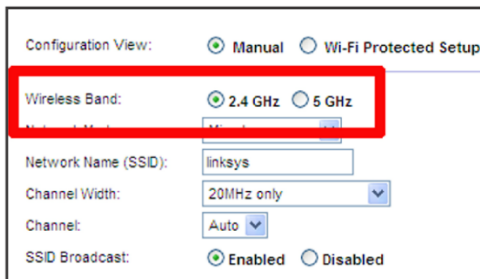 Configuration View: Manual Wi-Fi Protected Setup
Wireless Band: 2.4 GHz 5 GHz
Network Name (SSID): linksys
Channel Width: 20MHz only
Channel: Auto
SSID Broadcast: Enabled Disabled